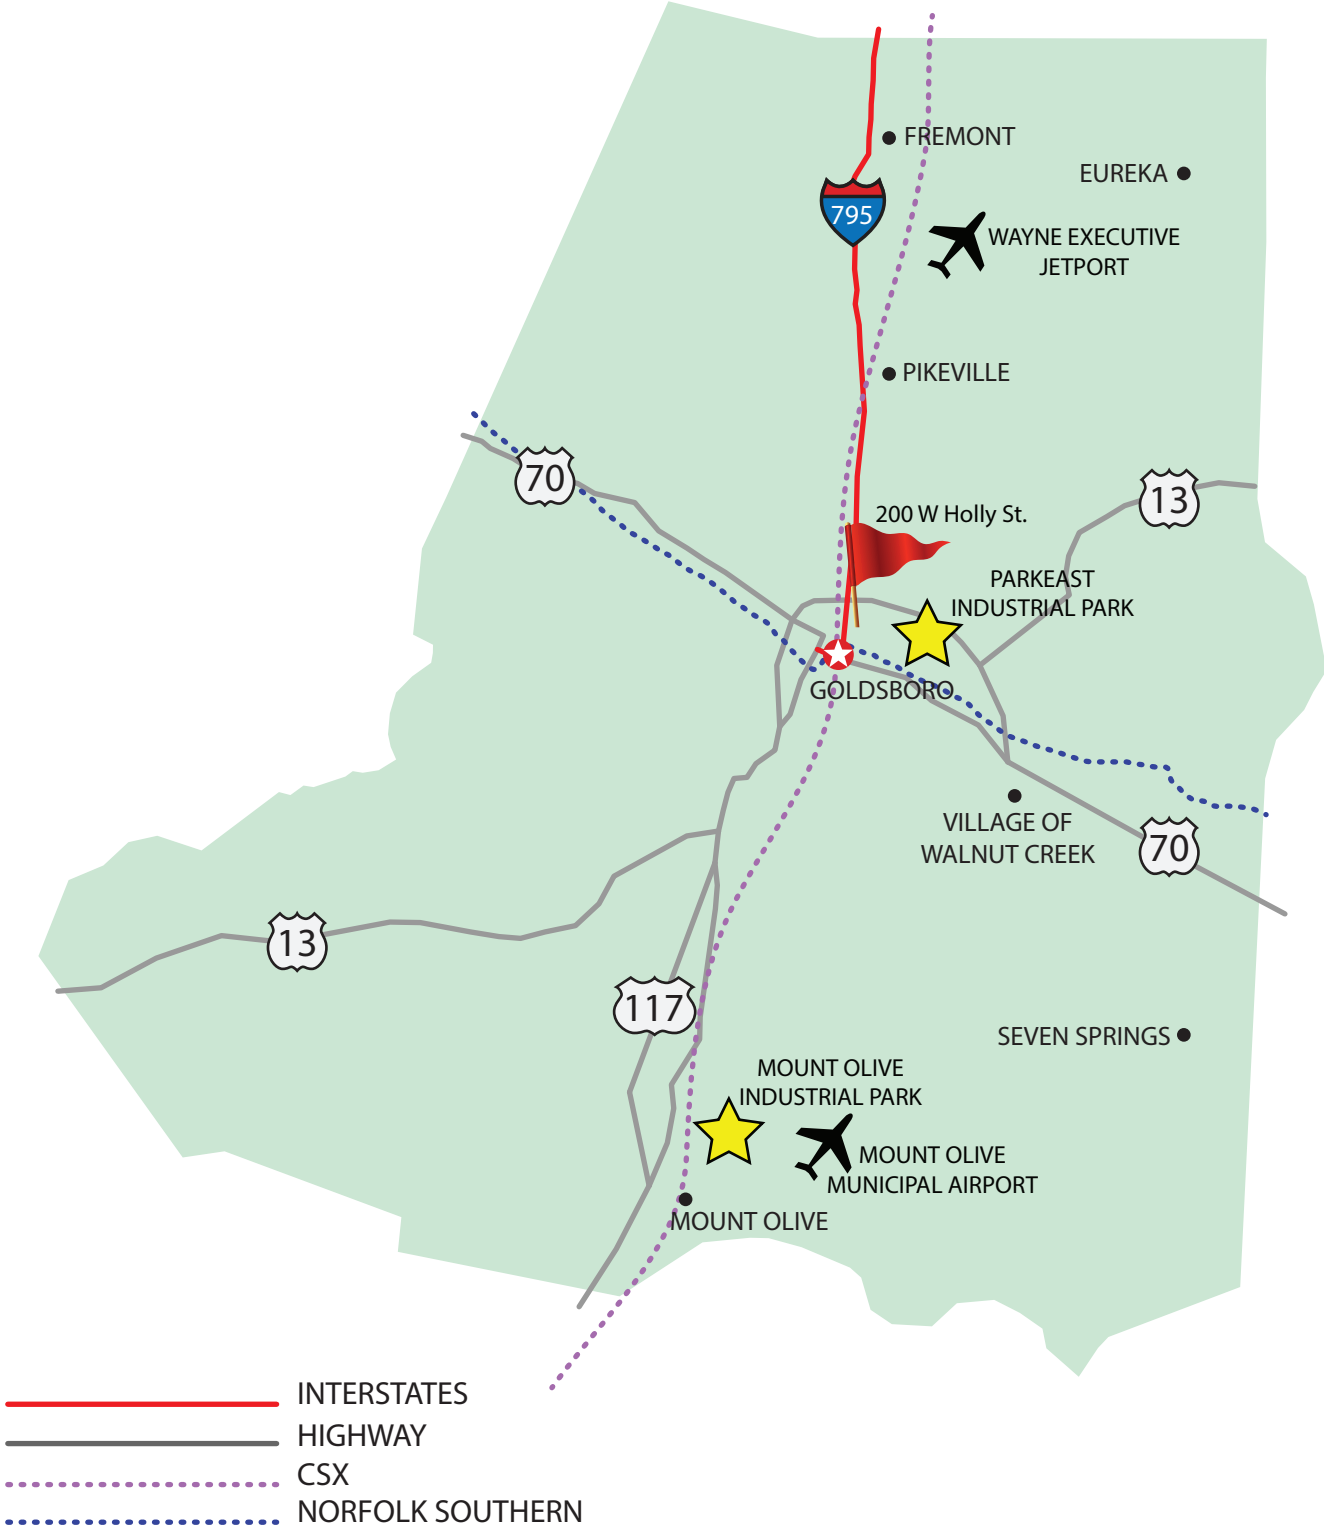 FREMONT
EUREKA
795
WAYNE EXECUTIVE
JETPORT
PIKEVILLE
70
13
200 W Holly St.
PARKEAST
INDUSTRIAL PARK
GOLDSBORO
VILLAGE OF
WALNUT CREEK
70
13
117
SEVEN SPRINGS
MOUNT OLIVE
INDUSTRIAL PARK
MOUNT OLIVE
MUNICIPAL AIRPORT
MOUNT OLIVE
INTERSTATES
HIGHWAY
CSX
NORFOLK SOUTHERN